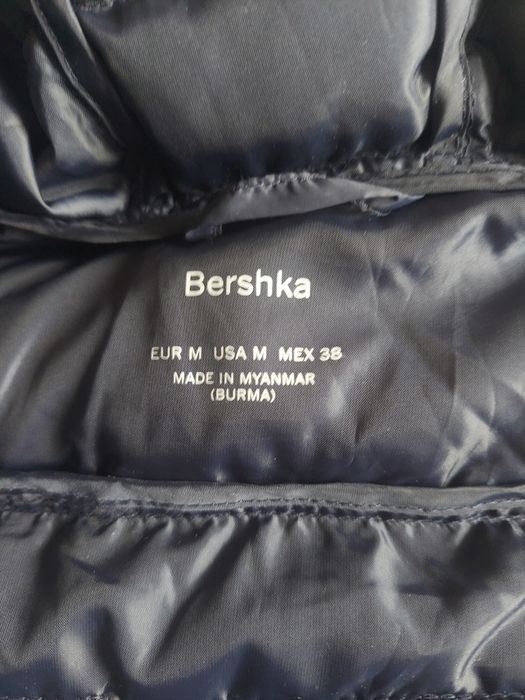 Bershka
EUR M USA M MEX 38
MADE IN MYANMAR
(BURMA)